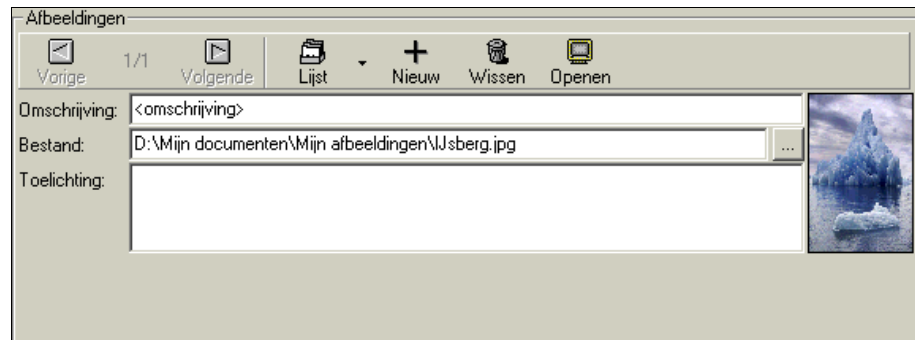 Afbeeldingen
Vorige 1/1 Volgende Lijst Nieuw Wissen Openen
Omschrijving: <omschrijving>
Bestand: D:\Mijn documenten\Mijn afbeeldingen\IJsberg.jpg ...
Toelichting: